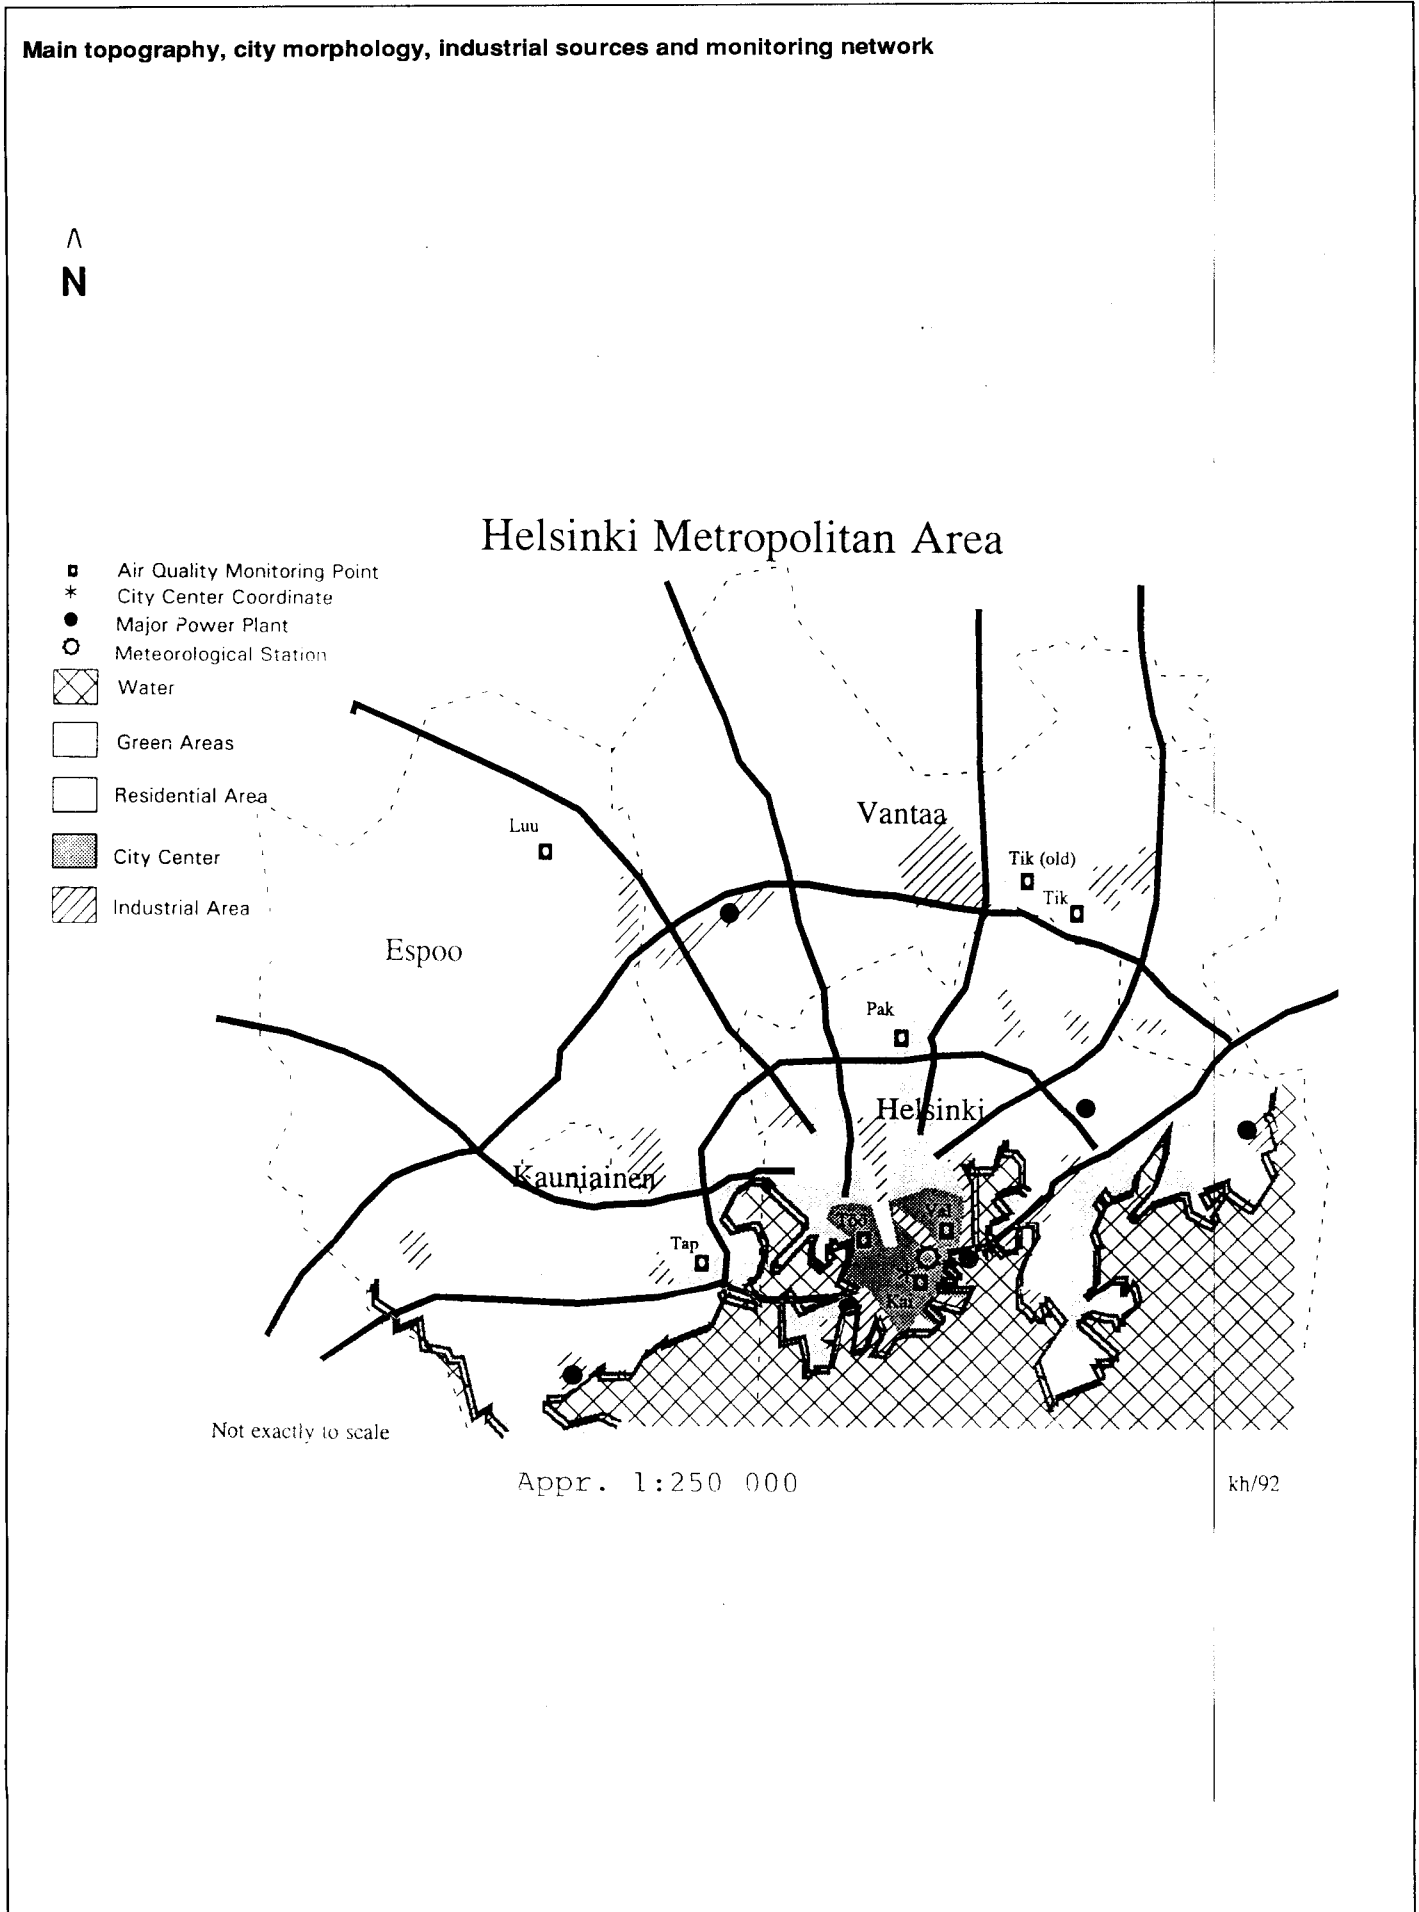 Main topography, city morphology, industrial sources and monitoring network
N
Helsinki Metropolitan Area
Air Quality Monitoring Point
City Center Coordinate
Major Power Plant
Meteorological Station
Water
Green Areas
Residential Area
City Center
Industrial Area
Luu
Vantaa
Tik (old)
Tik
Espoo
Pak
Helsinki
Kauniainen
Töö
Val
Tap
Kai
Not exactly to scale
Appr. 1:250 000
kh/92